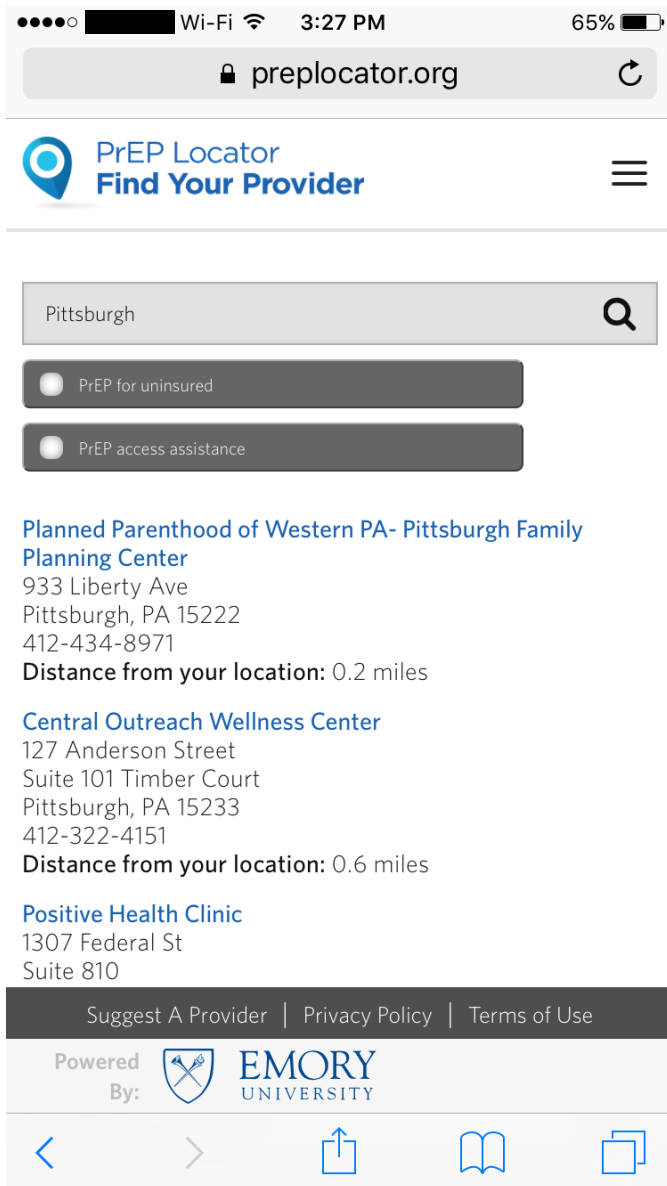 Wi-Fi 3:27 PM 65%
preplocator.org
PrEP Locator
Find Your Provider
Pittsburgh
PrEP for uninsured
PrEP access assistance
Planned Parenthood of Western PA- Pittsburgh Family
Planning Center
933 Liberty Ave
Pittsburgh, PA 15222
412-434-8971
Distance from your location: 0.2 miles
Central Outreach Wellness Center
127 Anderson Street
Suite 101 Timber Court
Pittsburgh, PA 15233
412-322-4151
Distance from your location: 0.6 miles
Positive Health Clinic
1307 Federal St
Suite 810
Suggest A Provider | Privacy Policy | Terms of Use
Powered
By:
EMORY
UNIVERSITY